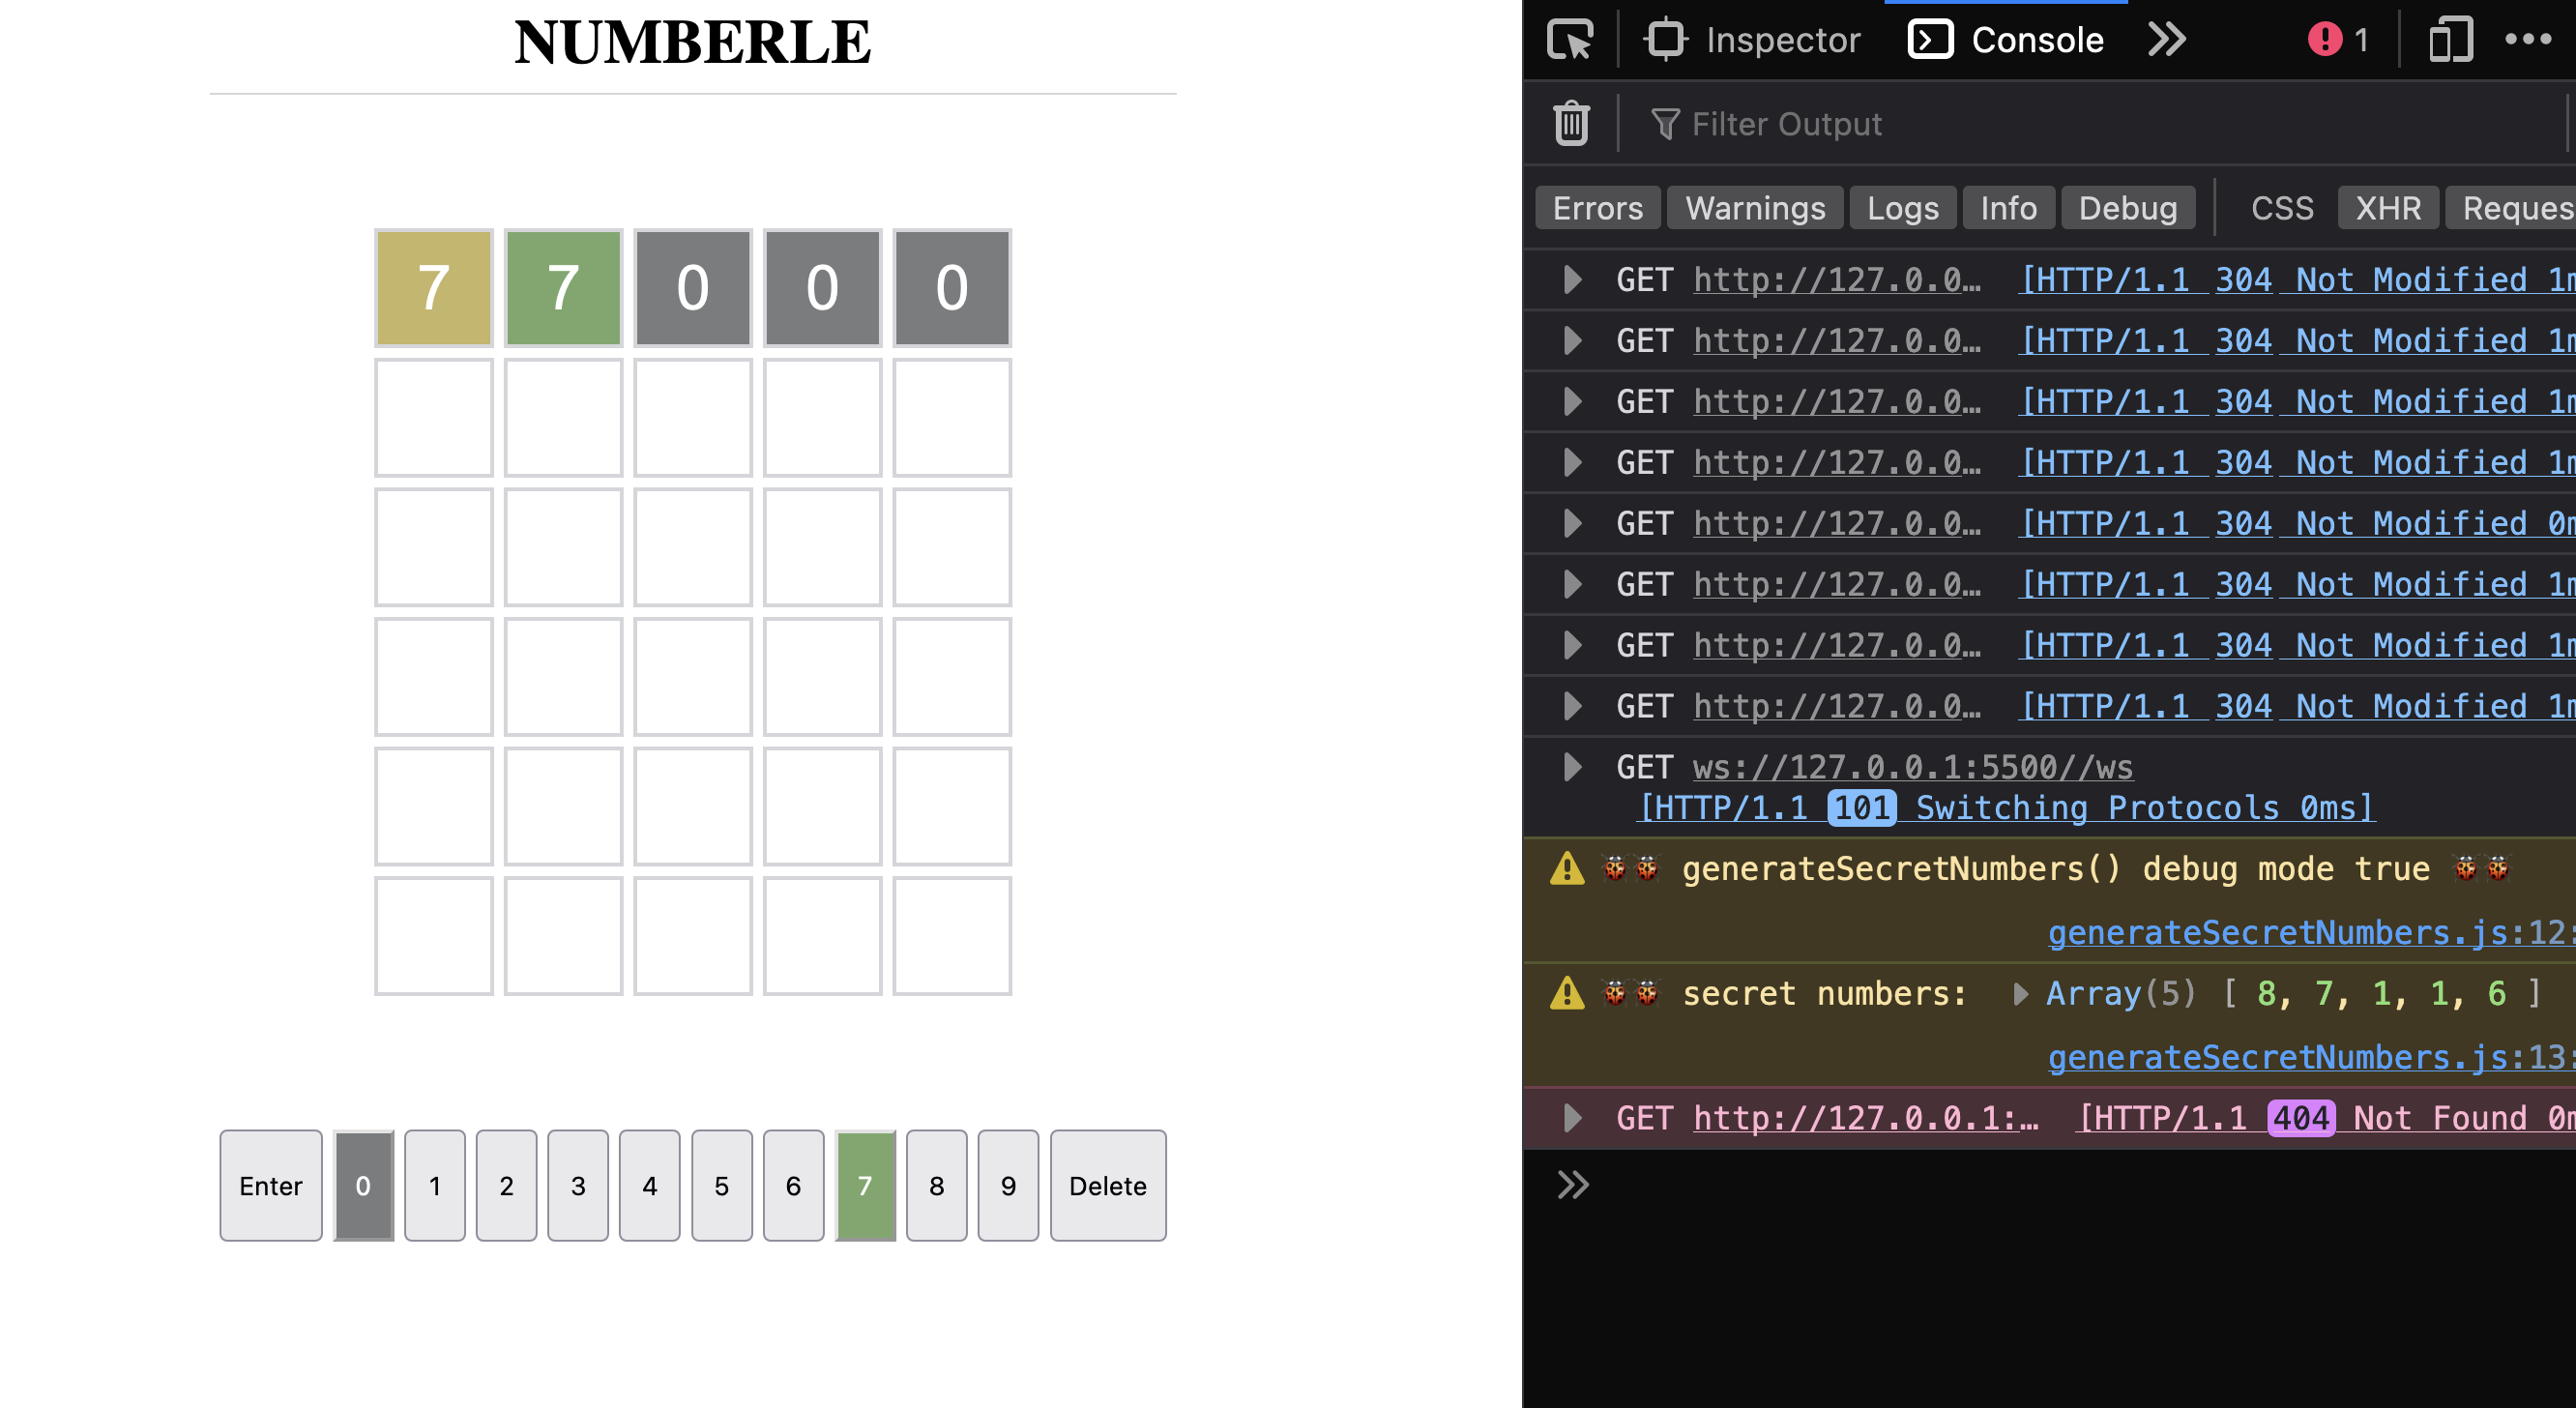 NUMBERLE
7 7 0 0 0
Enter 0 1 2 3 4 5 6 7 8 9 Delete
Inspector Console 1
Filter Output
Errors Warnings Logs Info Debug CSS XHR Reques
GET http://127.0.0… [HTTP/1.1 304 Not Modified 1m
GET http://127.0.0… [HTTP/1.1 304 Not Modified 1m
GET http://127.0.0… [HTTP/1.1 304 Not Modified 1m
GET http://127.0.0… [HTTP/1.1 304 Not Modified 1m
GET http://127.0.0… [HTTP/1.1 304 Not Modified 0m
GET http://127.0.0… [HTTP/1.1 304 Not Modified 1m
GET http://127.0.0… [HTTP/1.1 304 Not Modified 1m
GET http://127.0.0… [HTTP/1.1 304 Not Modified 1m
GET ws://127.0.0.1:5500//ws
[HTTP/1.1 101 Switching Protocols 0ms]
🐞🐞 generateSecretNumbers() debug mode true 🐞🐞
generateSecretNumbers.js:12:
🐞🐞 secret numbers: Array(5) [ 8, 7, 1, 1, 6 ]
generateSecretNumbers.js:13:
GET http://127.0.0.1:… [HTTP/1.1 404 Not Found 0m